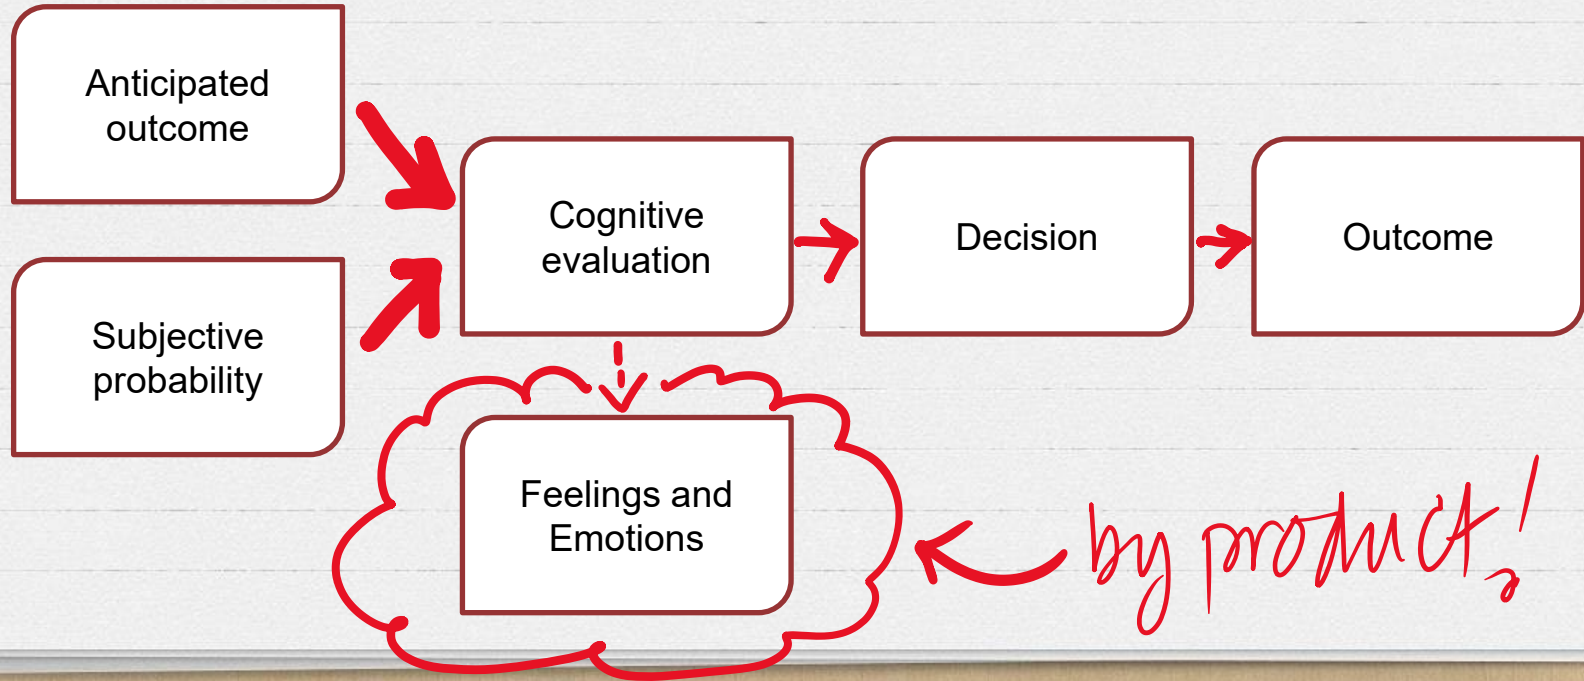 Anticipated
outcome
Subjective
probability
Cognitive
evaluation
Decision
Outcome
Feelings and
Emotions
by product!